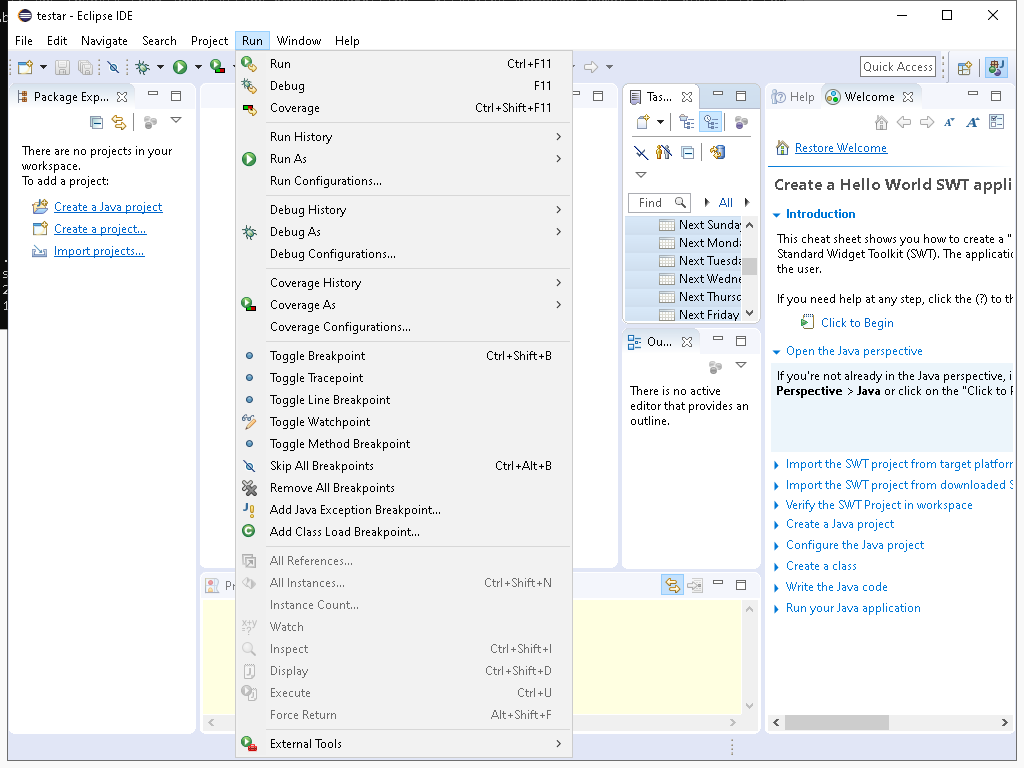 testar - Eclipse IDE
File Edit Navigate Search Project Run Window Help
Quick Access
Package Exp...
There are no projects in your
workspace.
To add a project:
Create a Java project
Create a project...
Import projects...
Run Ctrl+F11
Debug F11
Coverage Ctrl+Shift+F11
Run History
Run As
Run Configurations...
Debug History
Debug As
Debug Configurations...
Coverage History
Coverage As
Coverage Configurations...
Toggle Breakpoint Ctrl+Shift+B
Toggle Tracepoint
Toggle Line Breakpoint
Toggle Watchpoint
Toggle Method Breakpoint
Skip All Breakpoints Ctrl+Alt+B
Remove All Breakpoints
Add Java Exception Breakpoint...
Add Class Load Breakpoint...
All References...
All Instances... Ctrl+Shift+N
Instance Count...
Watch
Inspect Ctrl+Shift+I
Display Ctrl+Shift+D
Execute Ctrl+U
Force Return Alt+Shift+F
External Tools
Tas...
Find All
Next Sunday
Next Monda
Next Tuesda
Next Wedne
Next Thursd
Next Friday
Ou...
There is no active
editor that provides an
outline.
Help Welcome
Restore Welcome
Create a Hello World SWT appli
Introduction
This cheat sheet shows you how to create a "
Standard Widget Toolkit (SWT). The applicatio
the user.
If you need help at any step, click the (?) to th
Click to Begin
Open the Java perspective
If you're not already in the Java perspective, i
Perspective > Java or click on the "Click to P
Import the SWT project from target platforn
Import the SWT project from downloaded S
Verify the SWT Project in workspace
Create a Java project
Configure the Java project
Create a class
Write the Java code
Run your Java application